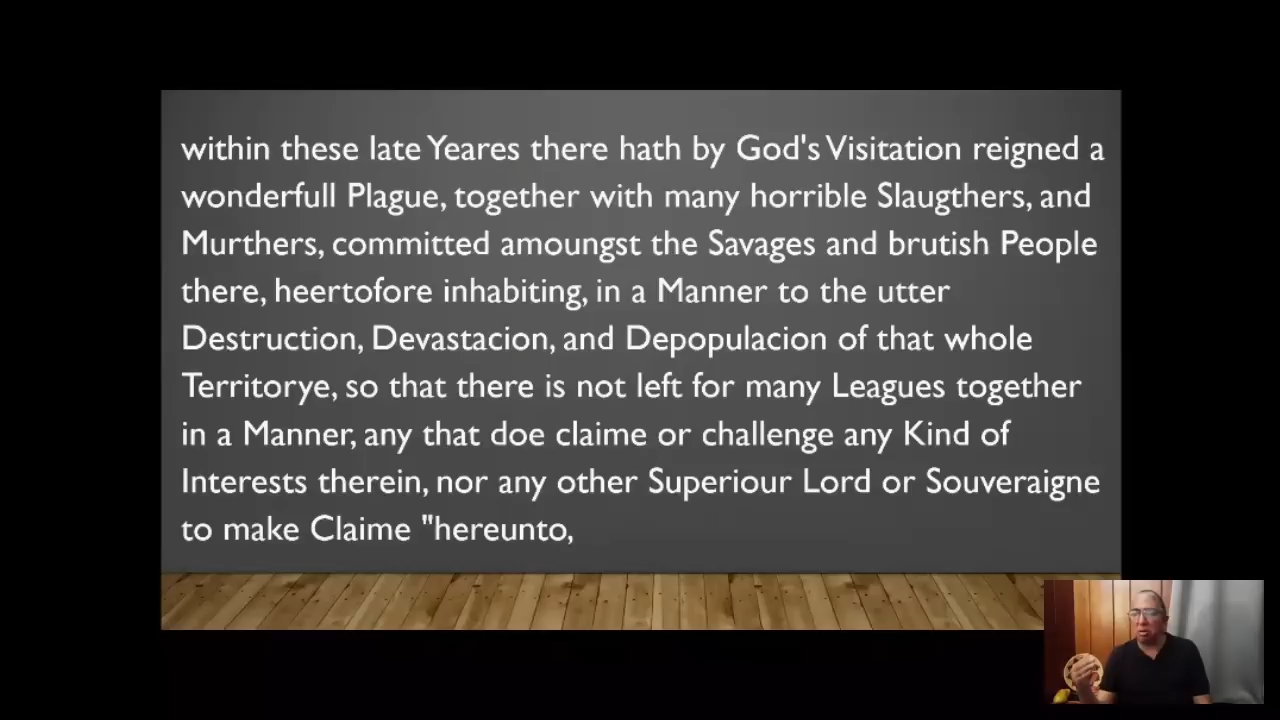 within these late Yeares there hath by God's Visitation reigned a
wonderfull Plague, together with many horrible Slaugthers, and
Murthers, committed amoungst the Savages and brutish People
there, heertofore inhabiting, in a Manner to the utter
Destruction, Devastacion, and Depopulacion of that whole
Territorye, so that there is not left for many Leagues together
in a Manner, any that doe claime or challenge any Kind of
Interests therein, nor any other Superiour Lord or Souveraigne
to make Claime "hereunto,